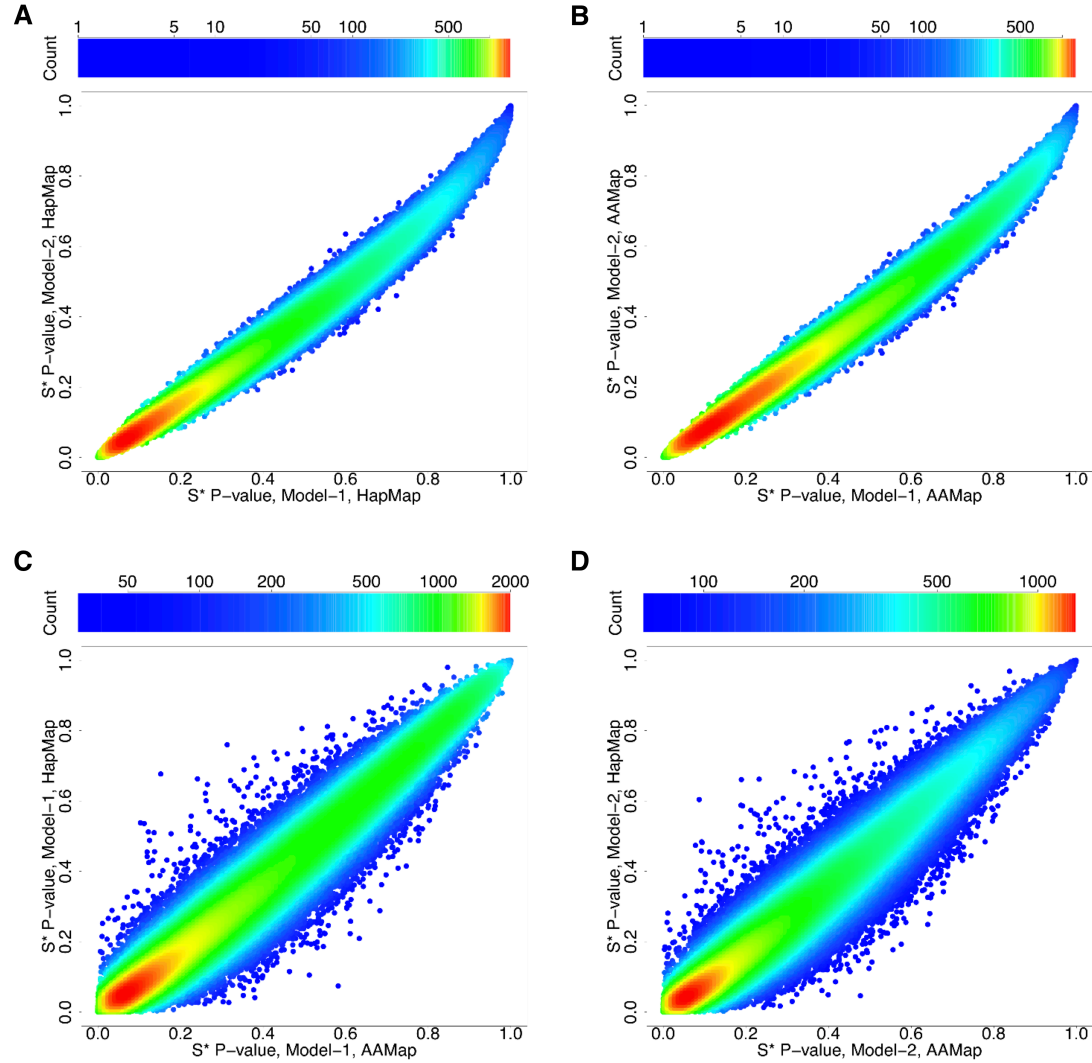 A
1 5 10 50 100 500
Count
S* P−value, Model−2, HapMap
1.0
0.8
0.6
0.4
0.2
0.0
0.0 0.2 0.4 0.6 0.8 1.0
S* P−value, Model−1, HapMap
B
1 5 10 50 100 500
Count
S* P−value, Model−2, AAMap
1.0
0.8
0.6
0.4
0.2
0.0
0.0 0.2 0.4 0.6 0.8 1.0
S* P−value, Model−1, AAMap
C
50 100 200 500 1000 2000
Count
S* P−value, Model−1, HapMap
1.0
0.8
0.6
0.4
0.2
0.0
0.0 0.2 0.4 0.6 0.8 1.0
S* P−value, Model−1, AAMap
D
100 200 500 1000
Count
S* P−value, Model−2, HapMap
1.0
0.8
0.6
0.4
0.2
0.0
0.0 0.2 0.4 0.6 0.8 1.0
S* P−value, Model−2, AAMap